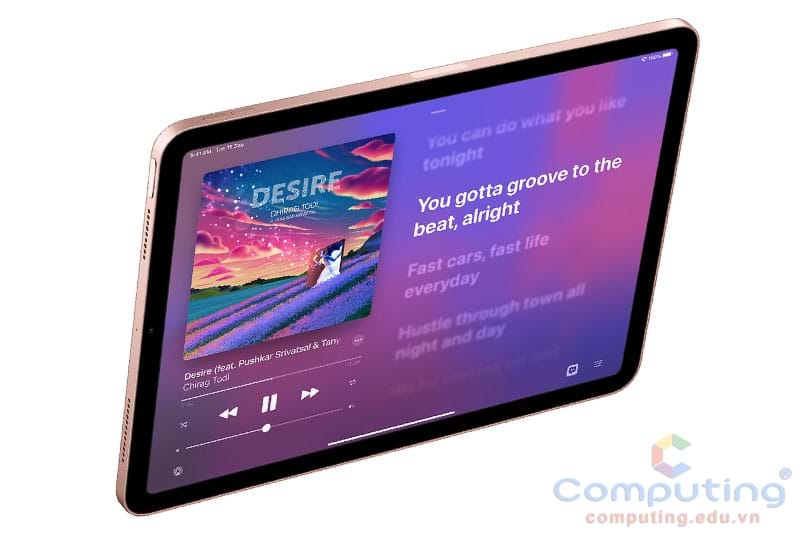 9:41 AM Tue 15 Sep
100%
DESIRE
CHIRAG TODI
Desire (feat. Pushkar Srivatsal & Tany
Chirag Todi
You can do what you like
tonight
You gotta groove to the
beat, alright
Fast cars, fast life
everyday
Hustle through town all
night and day
Computing®
computing.edu.vn